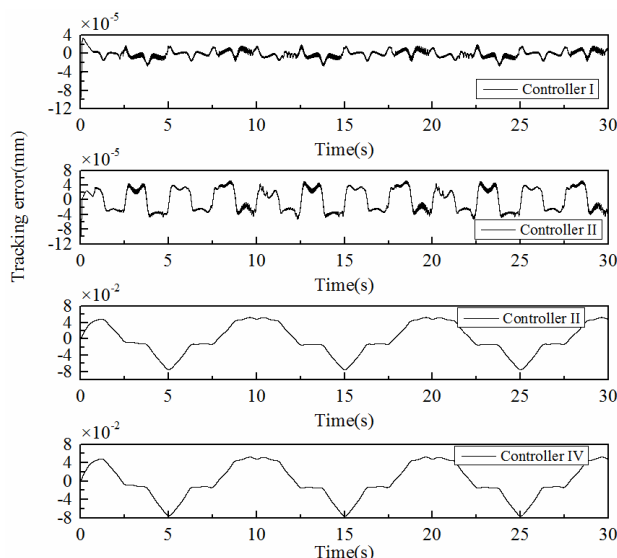 ×10⁻⁵
4
0
-4
-8
-12
Controller I
0 5 10 15 20 25 30
Time(s)
×10⁻⁵
8
4
0
-4
-8
-12
Controller II
0 5 10 15 20 25 30
Time(s)
Tracking error(mm)
×10⁻²
8
4
0
-4
-8
Controller II
0 5 10 15 20 25 30
Time(s)
×10⁻²
8
4
0
-4
-8
Controller IV
0 5 10 15 20 25 30
Time(s)